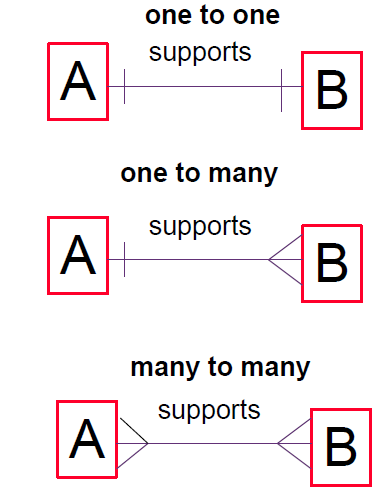 one to one
supports
A
B
one to many
supports
A
B
many to many
supports
A
B